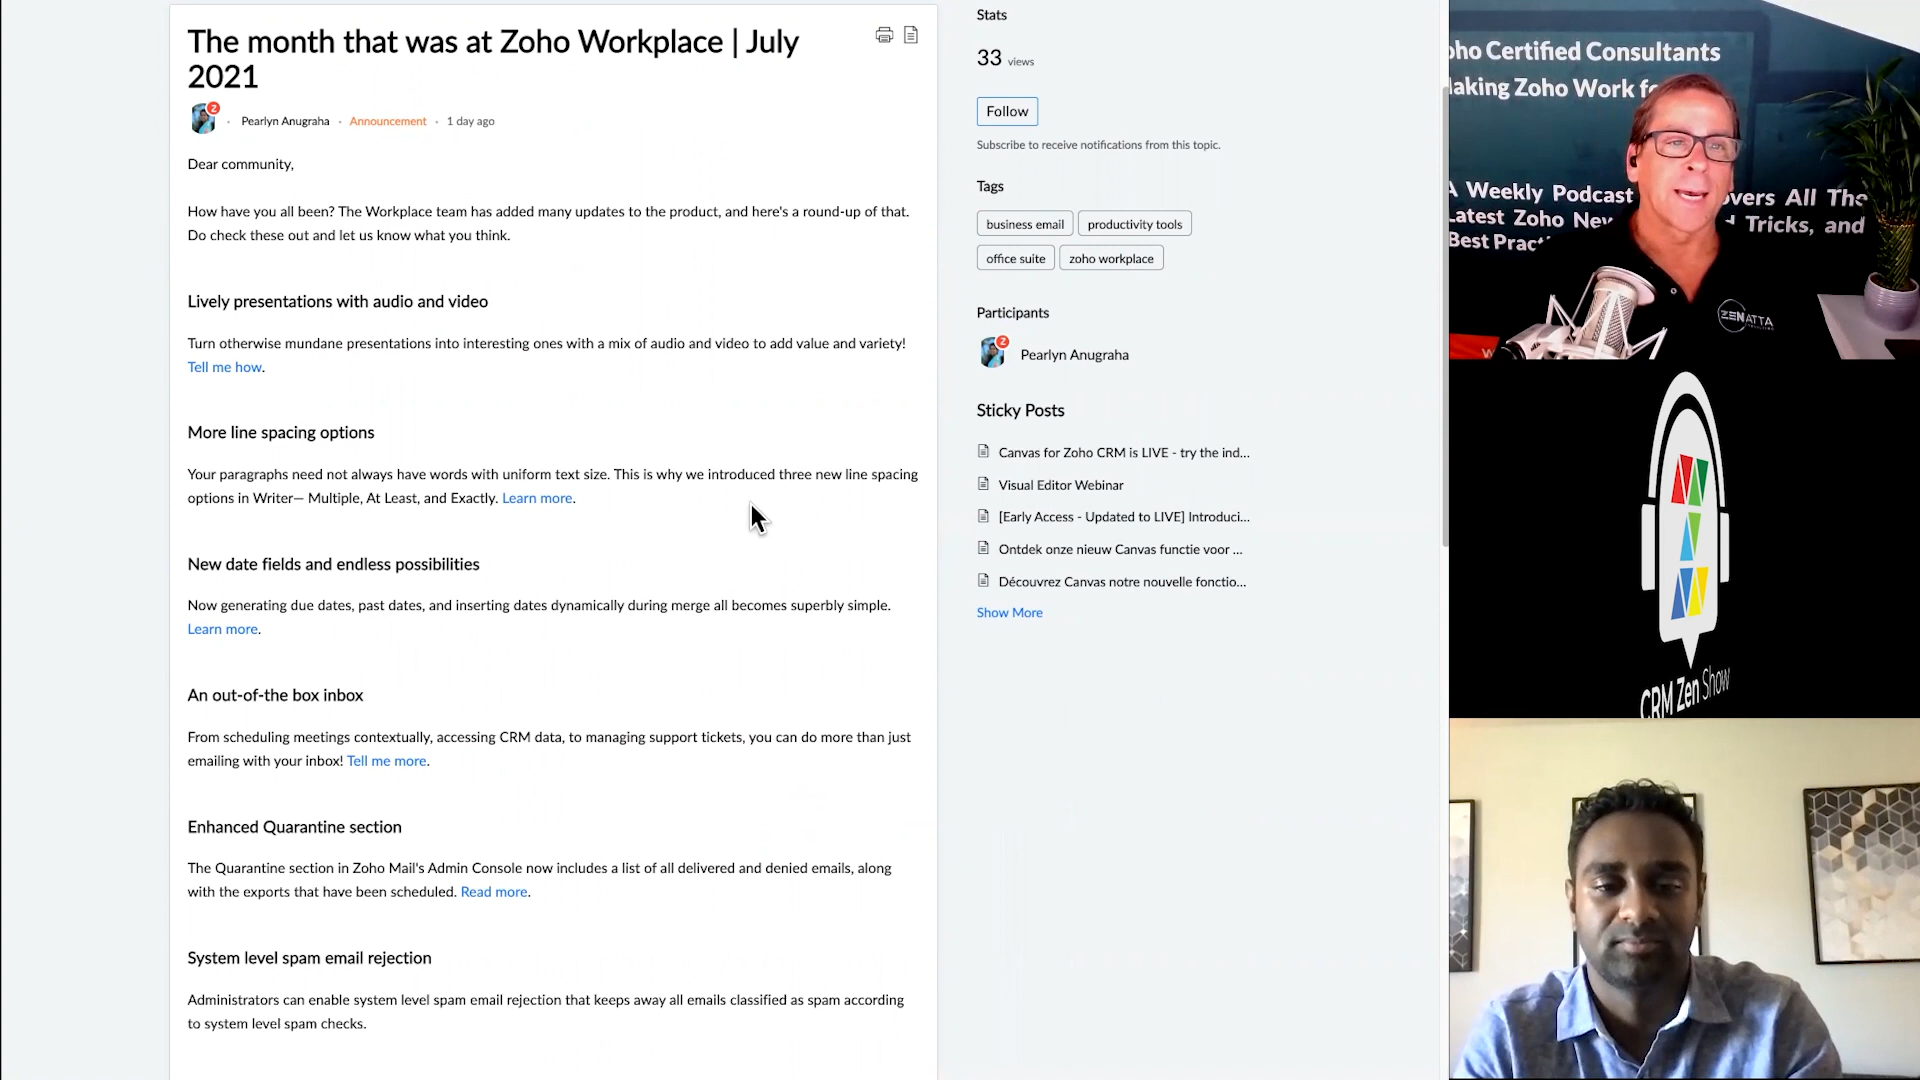 The month that was at Zoho Workplace | July
2021
2
Pearlyn Anugraha · Announcement · 1 day ago
Dear community,
How have you all been? The Workplace team has added many updates to the product, and here's a round-up of that.
Do check these out and let us know what you think.
Lively presentations with audio and video
Turn otherwise mundane presentations into interesting ones with a mix of audio and video to add value and variety!
Tell me how.
More line spacing options
Your paragraphs need not always have words with uniform text size. This is why we introduced three new line spacing
options in Writer— Multiple, At Least, and Exactly. Learn more.
New date fields and endless possibilities
Now generating due dates, past dates, and inserting dates dynamically during merge all becomes superbly simple.
Learn more.
An out-of-the box inbox
From scheduling meetings contextually, accessing CRM data, to managing support tickets, you can do more than just
emailing with your inbox! Tell me more.
Enhanced Quarantine section
The Quarantine section in Zoho Mail's Admin Console now includes a list of all delivered and denied emails, along
with the exports that have been scheduled. Read more.
System level spam email rejection
Administrators can enable system level spam email rejection that keeps away all emails classified as spam according
to system level spam checks.
Stats
33 views
Follow
Subscribe to receive notifications from this topic.
Tags
business email
productivity tools
office suite
zoho workplace
Participants
2
Pearlyn Anugraha
Sticky Posts
Canvas for Zoho CRM is LIVE - try the ind...
Visual Editor Webinar
[Early Access - Updated to LIVE] Introduci...
Ontdek onze nieuw Canvas functie voor ...
Découvrez Canvas notre nouvelle fonctio...
Show More
oho Certified Consultants
aking Zoho Work fo
A Weekly Podcast vers All The
Latest Zoho New Tricks, and
Best Pract
ZENATTA
CRM Zen Show